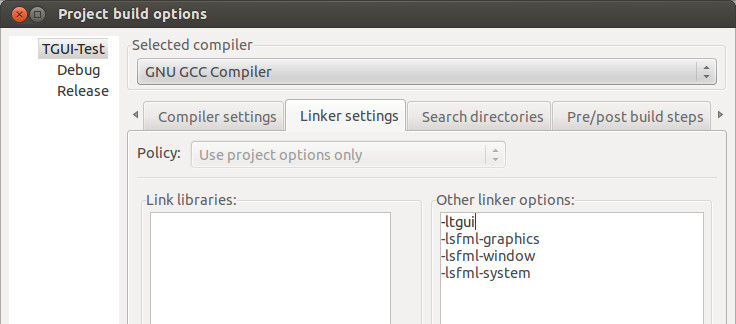 Project build options
TGUI-Test
Debug
Release
Selected compiler
GNU GCC Compiler
Compiler settings
Linker settings
Search directories
Pre/post build steps
Policy:
Use project options only
Link libraries:
Other linker options:
-ltgui
-lsfml-graphics
-lsfml-window
-lsfml-system